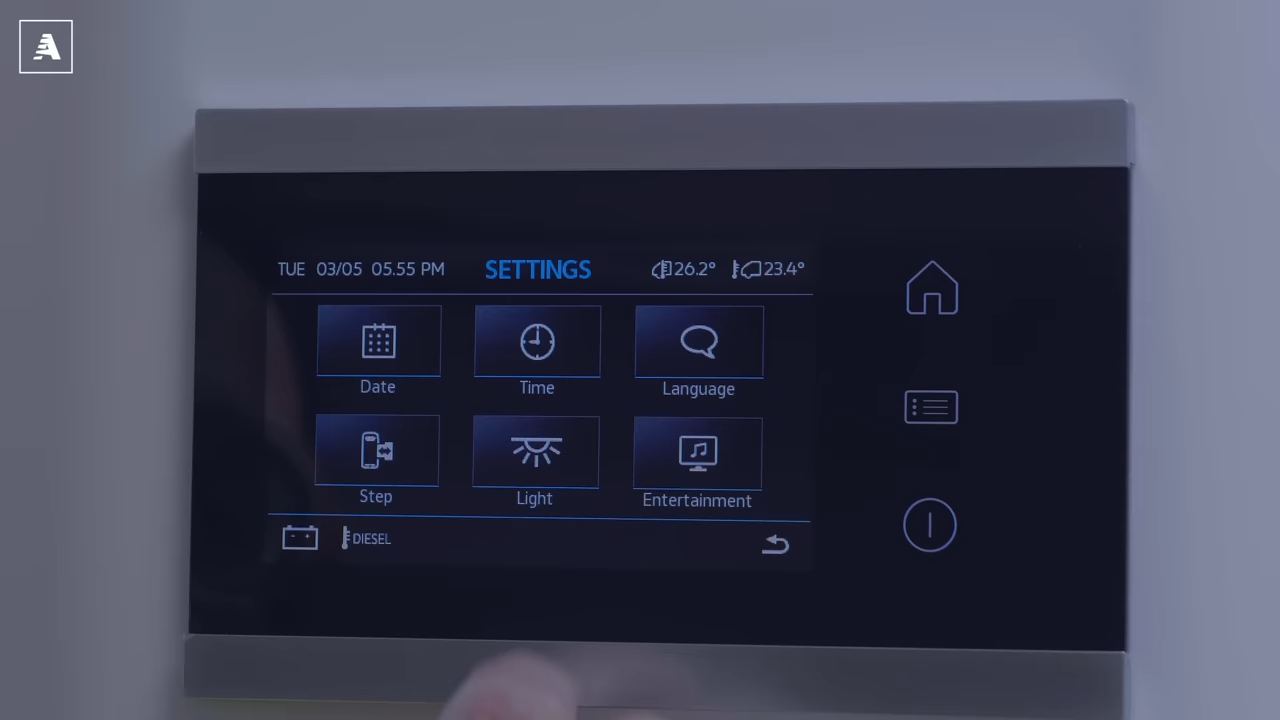 TUE 03/05 05.55 PM SETTINGS 26.2° 23.4°
Date Time Language
Step Light Entertainment
DIESEL